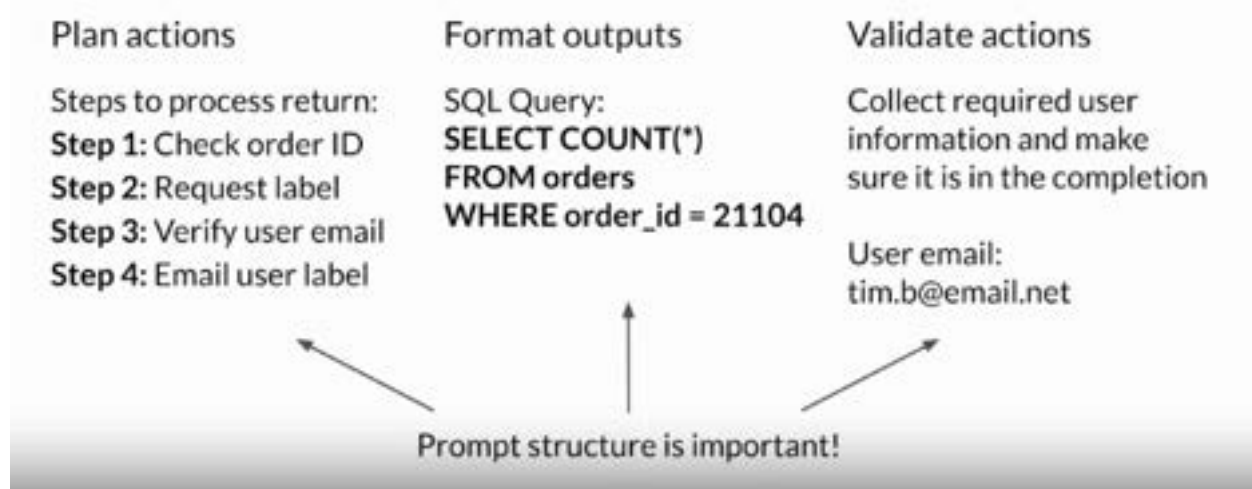 Plan actions
Steps to process return:
Step 1: Check order ID
Step 2: Request label
Step 3: Verify user email
Step 4: Email user label
Format outputs
SQL Query:
SELECT COUNT(*)
FROM orders
WHERE order_id = 21104
Validate actions
Collect required user
information and make
sure it is in the completion
User email:
tim.b@email.net
Prompt structure is important!